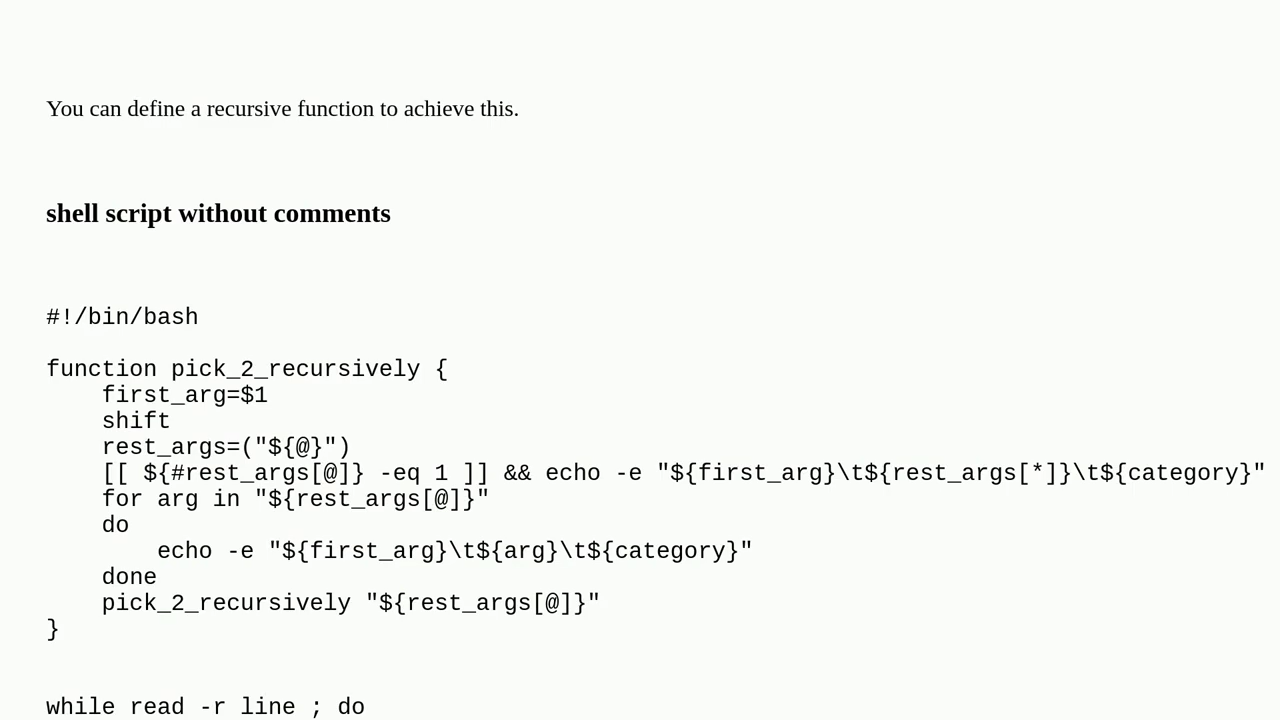 You can define a recursive function to achieve this.
shell script without comments
#!/bin/bash
function pick_2_recursively {
    first_arg=$1
    shift
    rest_args=("${@}")
    [[ ${#rest_args[@]} -eq 1 ]] && echo -e "${first_arg}\t${rest_args[*]}\t${category}"
    for arg in "${rest_args[@]}"
    do
        echo -e "${first_arg}\t${arg}\t${category}"
    done
    pick_2_recursively "${rest_args[@]}"
}
while read -r line ; do